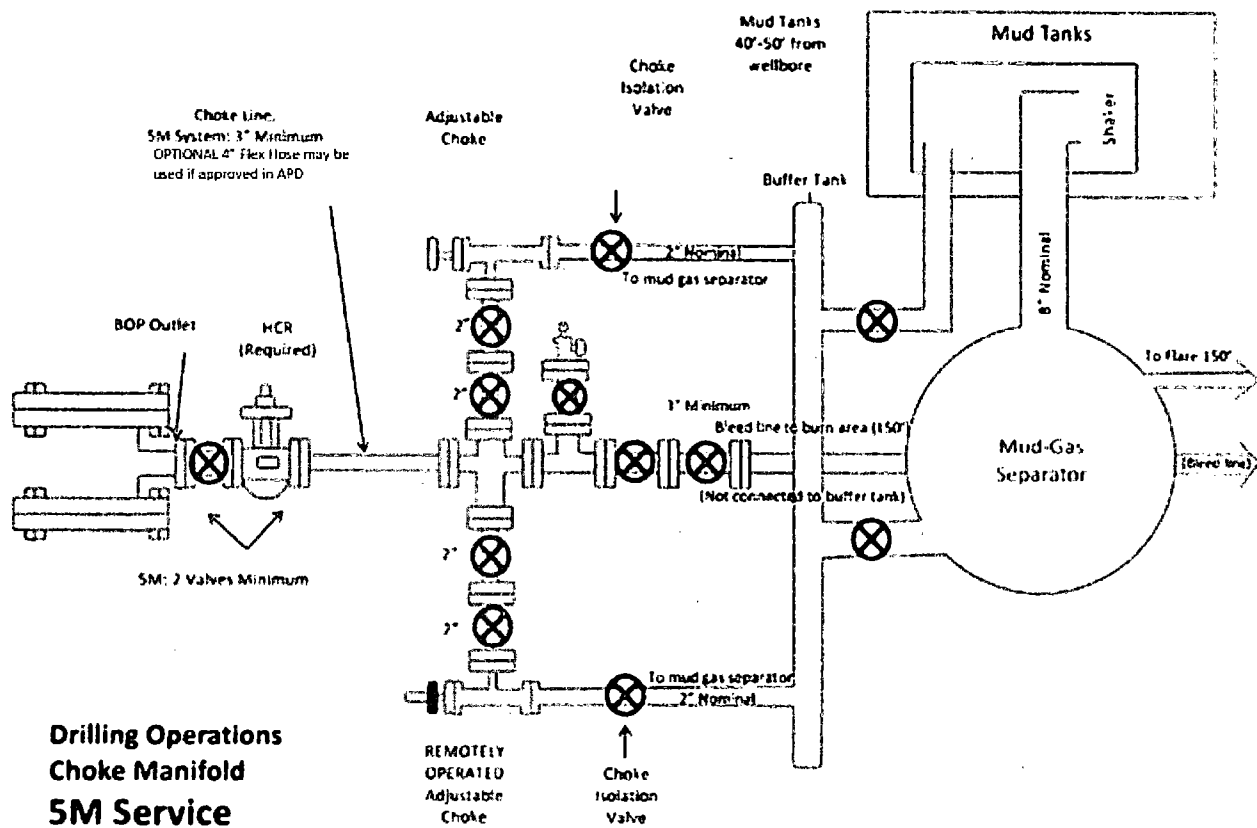 Mud Tanks
40'-50' from
wellbore
Mud Tanks
Shaker
Choke
Isolation
Valve
Choke Line.
5M System: 3" Minimum
OPTIONAL 4" Flex Hose may be
used if approved in APD
Adjustable
Choke
Buffer Tank
2" Nominal
To mud gas separator
8" Nominal
BOP Outlet
HCR
(Required)
2"
2"
To Flare 150'
3" Minimum
Bleed line to burn area (150'
Mud-Gas
Separator
(Bleed line)
(Not connected to buffer tank)
5M: 2 Valves Minimum
2"
2"
To mud gas separator
2" Nominal
Drilling Operations
Choke Manifold
5M Service
REMOTELY
OPERATED
Adjustable
Choke
Choke
Isolation
Valve